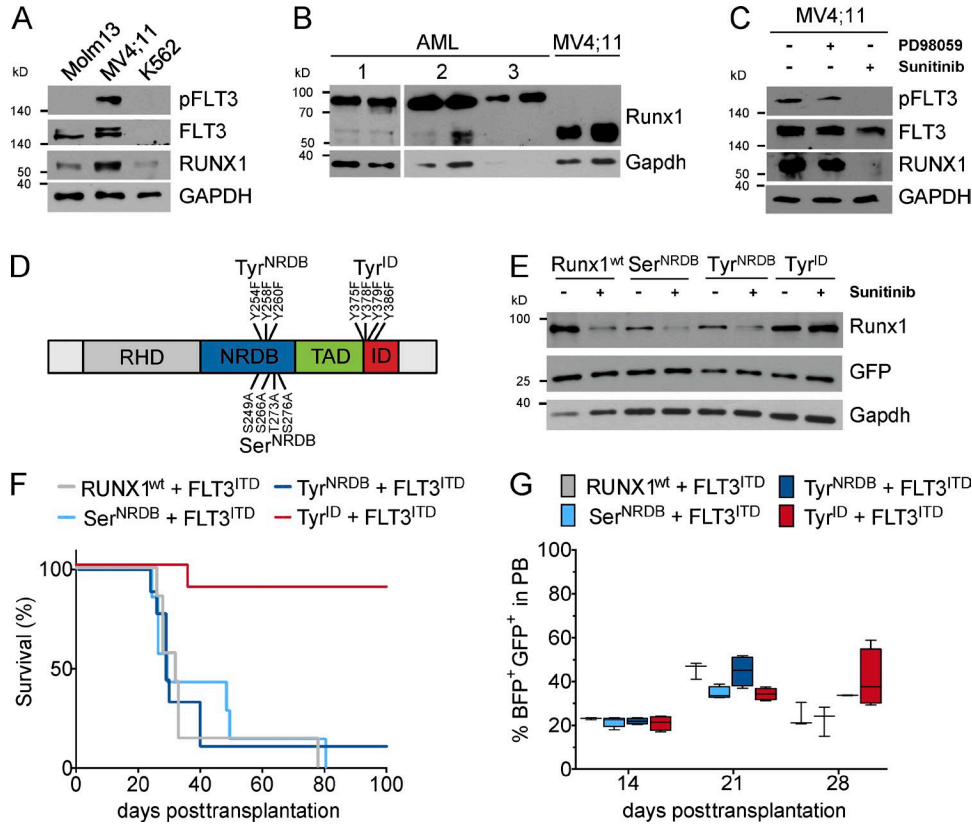 A
Molm13
MV4;11
K562
kD
pFLT3
140
FLT3
140
RUNX1
50
40
GAPDH
B
AML
MV4;11
1 2 3
kD
100
70
Runx1
50
40
Gapdh
C
MV4;11
- + - PD98059
- - + Sunitinib
kD
pFLT3
140
FLT3
140
RUNX1
50
40
GAPDH
D
Tyr^NRDB
Y254F
Y258F
Y260F
Tyr^ID
Y375F
Y378F
Y379F
Y386F
RHD NRDB TAD ID
S249A
S266A
T273A
S276A
Ser^NRDB
E
Runx1^wt Ser^NRDB Tyr^NRDB Tyr^ID
- + - + - + - + Sunitinib
kD
100
Runx1
GFP
25
40
Gapdh
F
RUNX1^wt + FLT3^ITD
Tyr^NRDB + FLT3^ITD
Ser^NRDB + FLT3^ITD
Tyr^ID + FLT3^ITD
Survival (%)
100
50
0
0 20 40 60 80 100
days posttransplantation
G
RUNX1^wt + FLT3^ITD
Tyr^NRDB + FLT3^ITD
Ser^NRDB + FLT3^ITD
Tyr^ID + FLT3^ITD
% BFP^+GFP^+ in PB
100
80
60
40
20
0
14 21 28
days posttransplantation